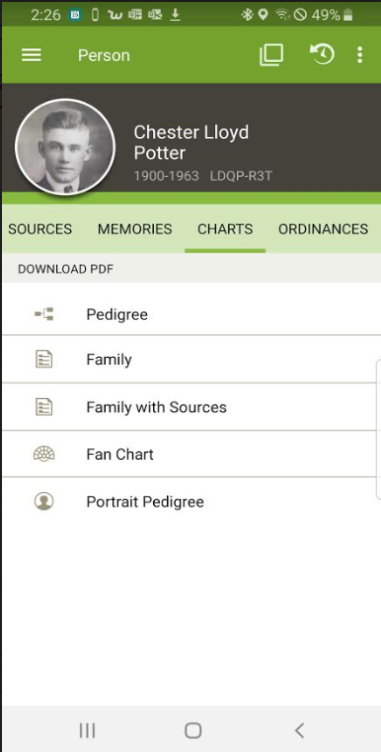 2:26
49%
Person
Chester Lloyd
Potter
1900-1963 LDQP-R3T
SOURCES MEMORIES CHARTS ORDINANCES
DOWNLOAD PDF
Pedigree
Family
Family with Sources
Fan Chart
Portrait Pedigree